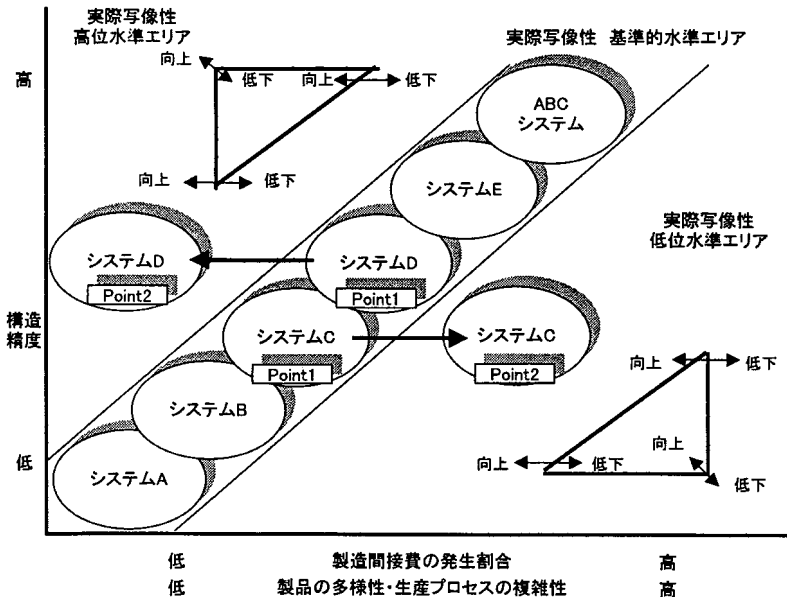 実際写像性
高位水準エリア
向上
低下
向上
低下
向上
低下
実際写像性 基準的水準エリア
高
ABC
システム
システムE
実際写像性
低位水準エリア
システムD
Point2
システムD
Point1
構造
精度
システムC
Point1
システムC
Point2
向上
低下
システムB
向上
低下
向上
低下
低
システムA
低 製造間接費の発生割合 高
低 製品の多様性・生産プロセスの複雑性 高